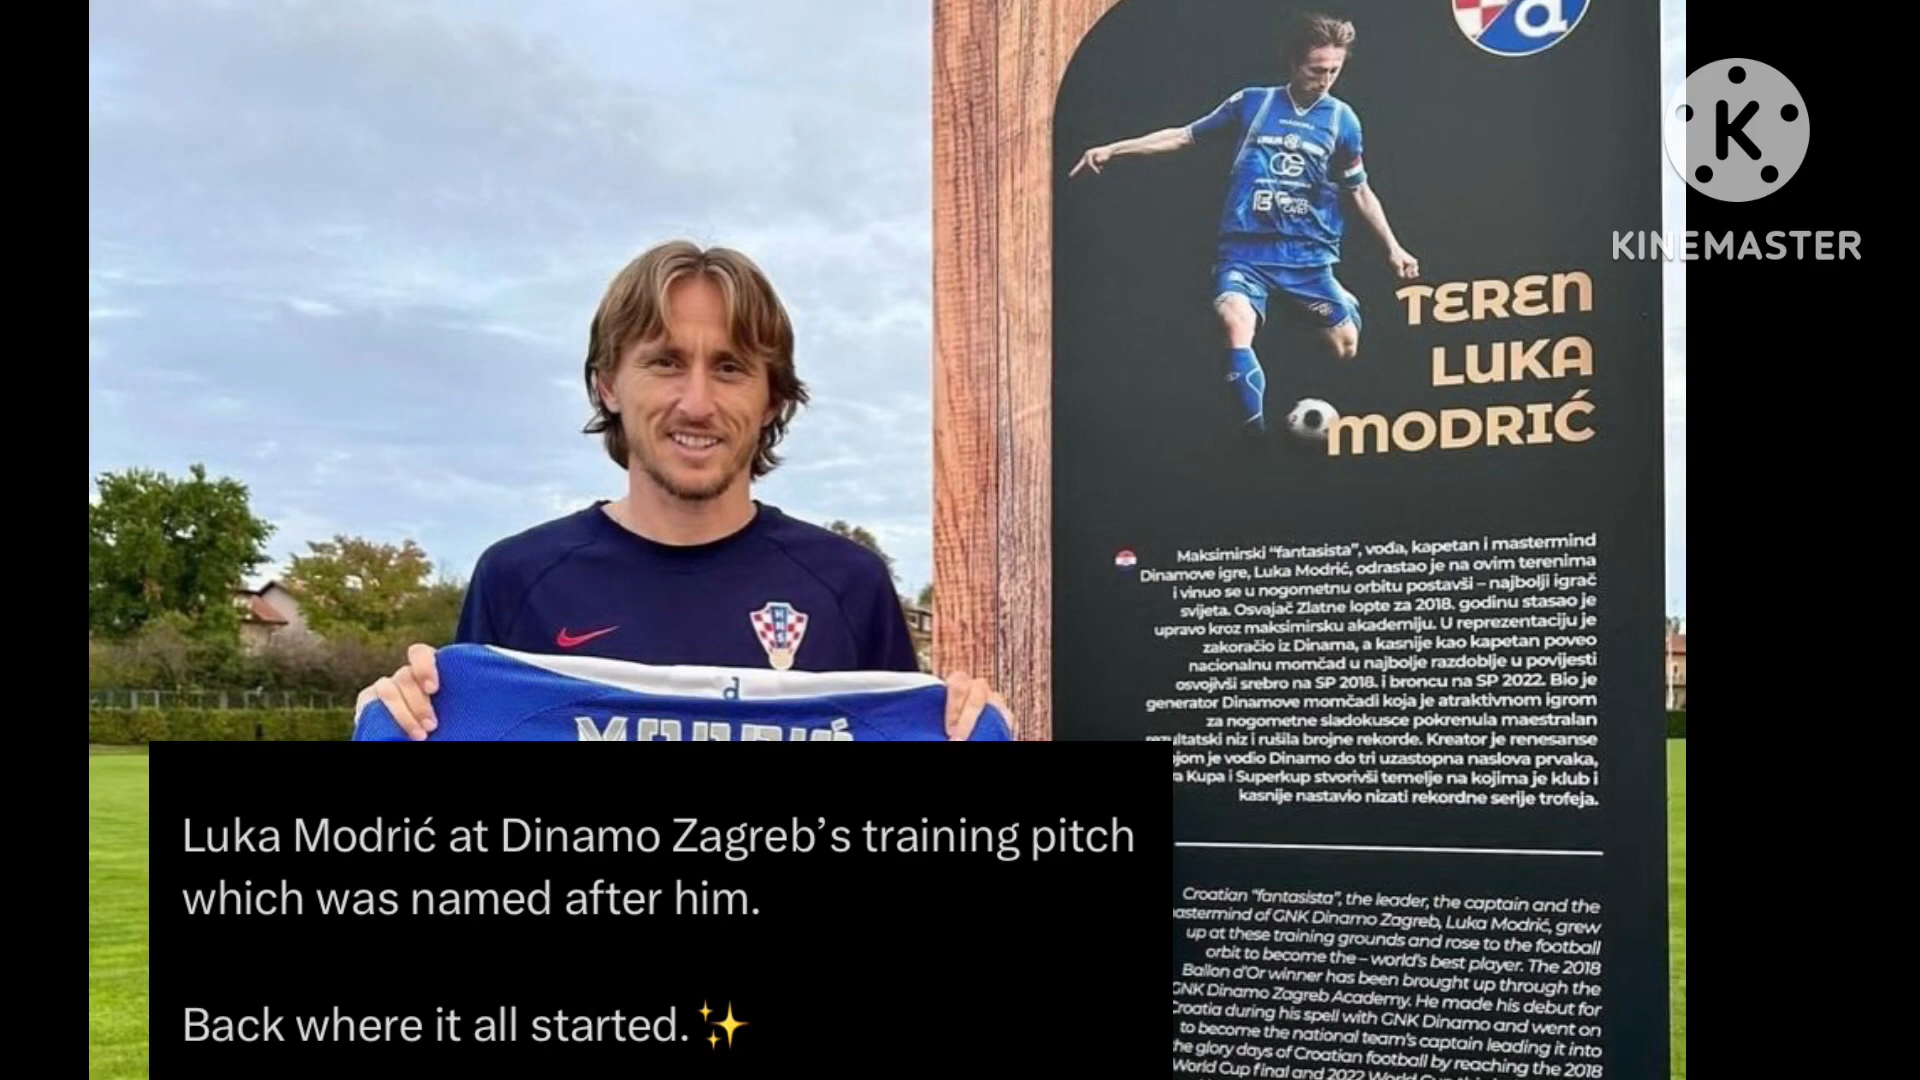 KINEMASTER
TEREN
LUKA
MODRIĆ
Maksimirski “fantasista”, vođa, kapetan i mastermind
Dinamove igre, Luka Modrić, odrastao je na ovim terenima
i vinuo se u nogometnu orbitu postavši – najbolji igrač
svijeta. Osvajač Zlatne lopte za 2018. godinu stasao je
upravo kroz maksimirsku akademiju. U reprezentaciju je
zakoračio iz Dinama, a kasnije kao kapetan poveo
nacionalnu momčad u najbolje razdoblje u povijesti
osvojivši srebro na SP 2018. i broncu na SP 2022. Bio je
generator Dinamove momčadi koja je atraktivnom igrom
za nogometne sladokusce pokrenula maestralan
rezultatski niz i rušila brojne rekorde. Kreator je renesanse
je vodio Dinamo do tri uzastopna naslova prvaka,
Kupa i Superkup stvorivši temelje na kojima je klub i
kasnije nastavio nizati rekordne serije trofeja.
MODRIĆ
Luka Modrić at Dinamo Zagreb’s training pitch
which was named after him.
Back where it all started.✨
Croatian “fantasista”, the leader, the captain and the
mastermind of GNK Dinamo Zagreb, Luka Modrić, grew
up at these training grounds and rose to the football
orbit to become the – world's best player. The 2018
Ballon d'Or winner has been brought up through the
GNK Dinamo Zagreb Academy. He made his debut for
Croatia during his spell with GNK Dinamo and went on
to become the national team's captain leading it into
the glory days of Croatian football by reaching the 2018
World Cup final and 2022 World Cup